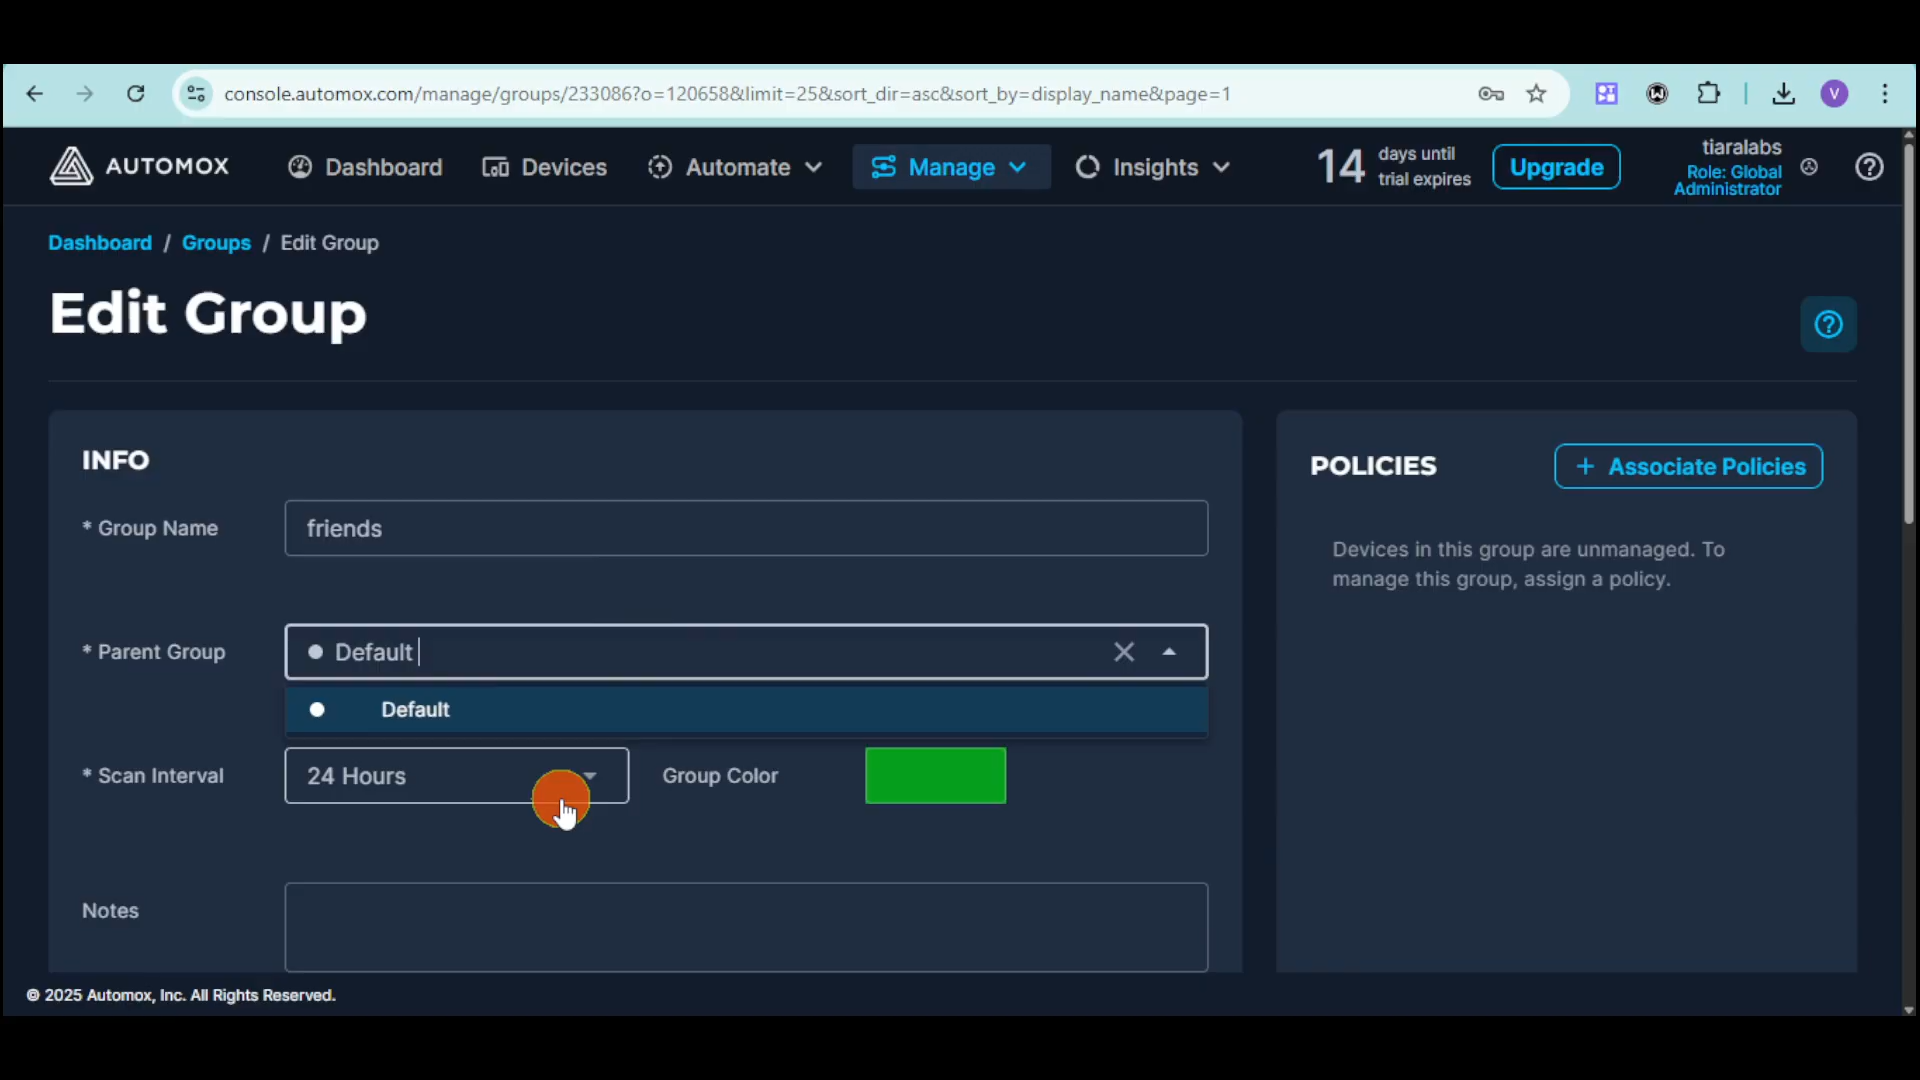 console.automox.com/manage/groups/233086?o=120658&limit=25&sort_dir=asc&sort_by=display_name&page=1
V
AUTOMOX
Dashboard
Devices
Automate
Manage
Insights
14 days until trial expires
Upgrade
tiaralabs
Role: Global
Administrator
Dashboard / Groups / Edit Group
Edit Group
INFO
* Group Name
friends
* Parent Group
Default
Default
* Scan Interval
24 Hours
Group Color
Notes
POLICIES
+ Associate Policies
Devices in this group are unmanaged. To
manage this group, assign a policy.
© 2025 Automox, Inc. All Rights Reserved.